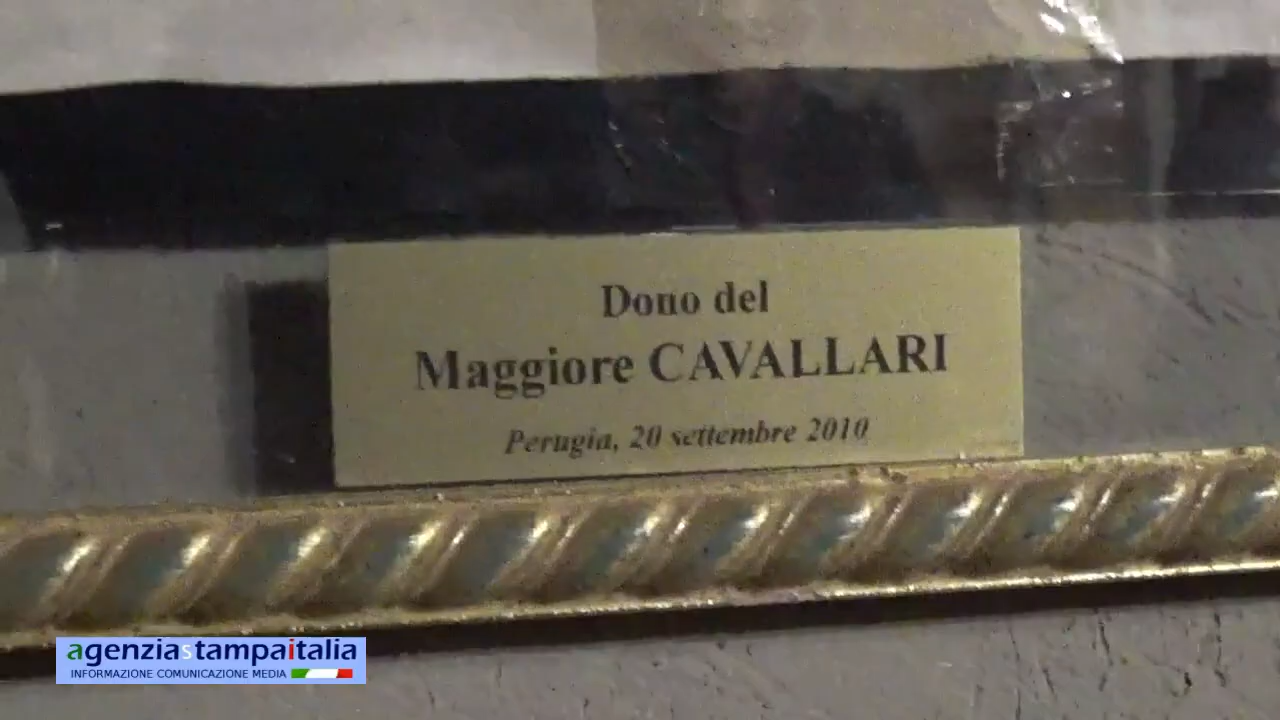 Dono del
Maggiore CAVALLARI
Perugia, 20 settembre 2010
agenziastampaitalia
INFORMAZIONE COMUNICAZIONE MEDIA